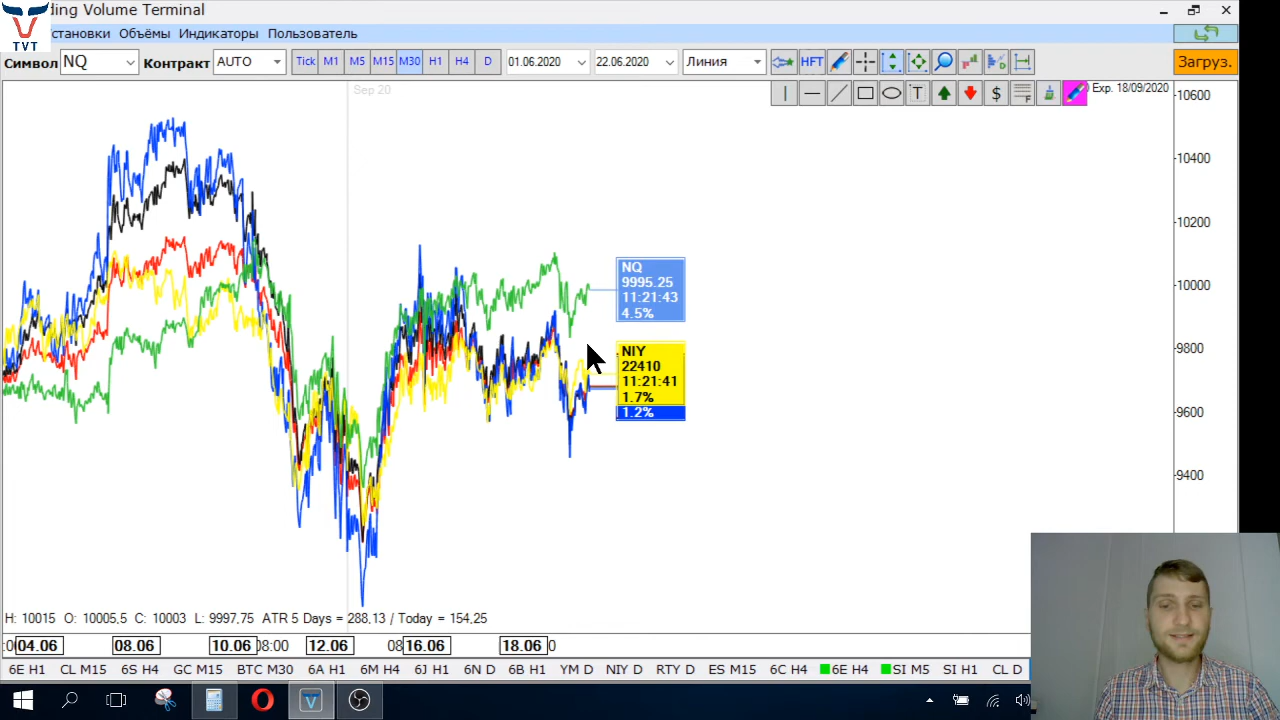 ding Volume Terminal
TVT
становки Объёмы Индикаторы Пользователь
Символ NQ Контракт AUTO Tick M1 M5 M15 M30 H1 H4 D 01.06.2020 22.06.2020 Линия HFT Загруз.
T $ F
Sep 20
Exp. 18/09/2020
10600
10400
10200
10000
9800
9600
9400
NQ
9995.25
11:21:43
4.5%
NIY
22410
11:21:41
1.7%
1.2%
H: 10015 O: 10005,5 C: 10003 L: 9997,75 ATR 5 Days = 288,13 / Today = 154,25
04.06 08.06 10.06 08:00 12.06 16.06 18.06
6E H1 CL M15 6S H4 GC M15 BTC M30 6A H1 6M H4 6J H1 6N D 6B H1 YM D NIY D RTY D ES M15 6C H4 6E H4 SI M5 SI H1 CL D